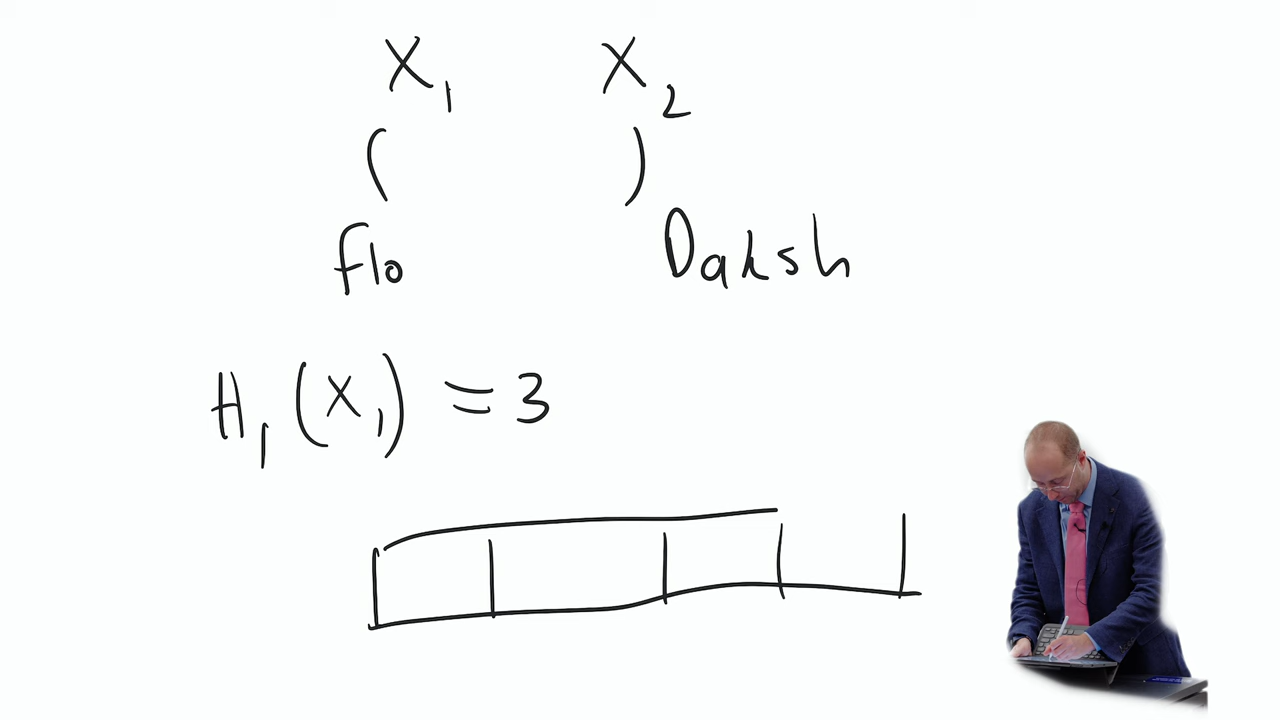 X₁ X₂
( )
Flo Daksh
H₁(X₁) = 3